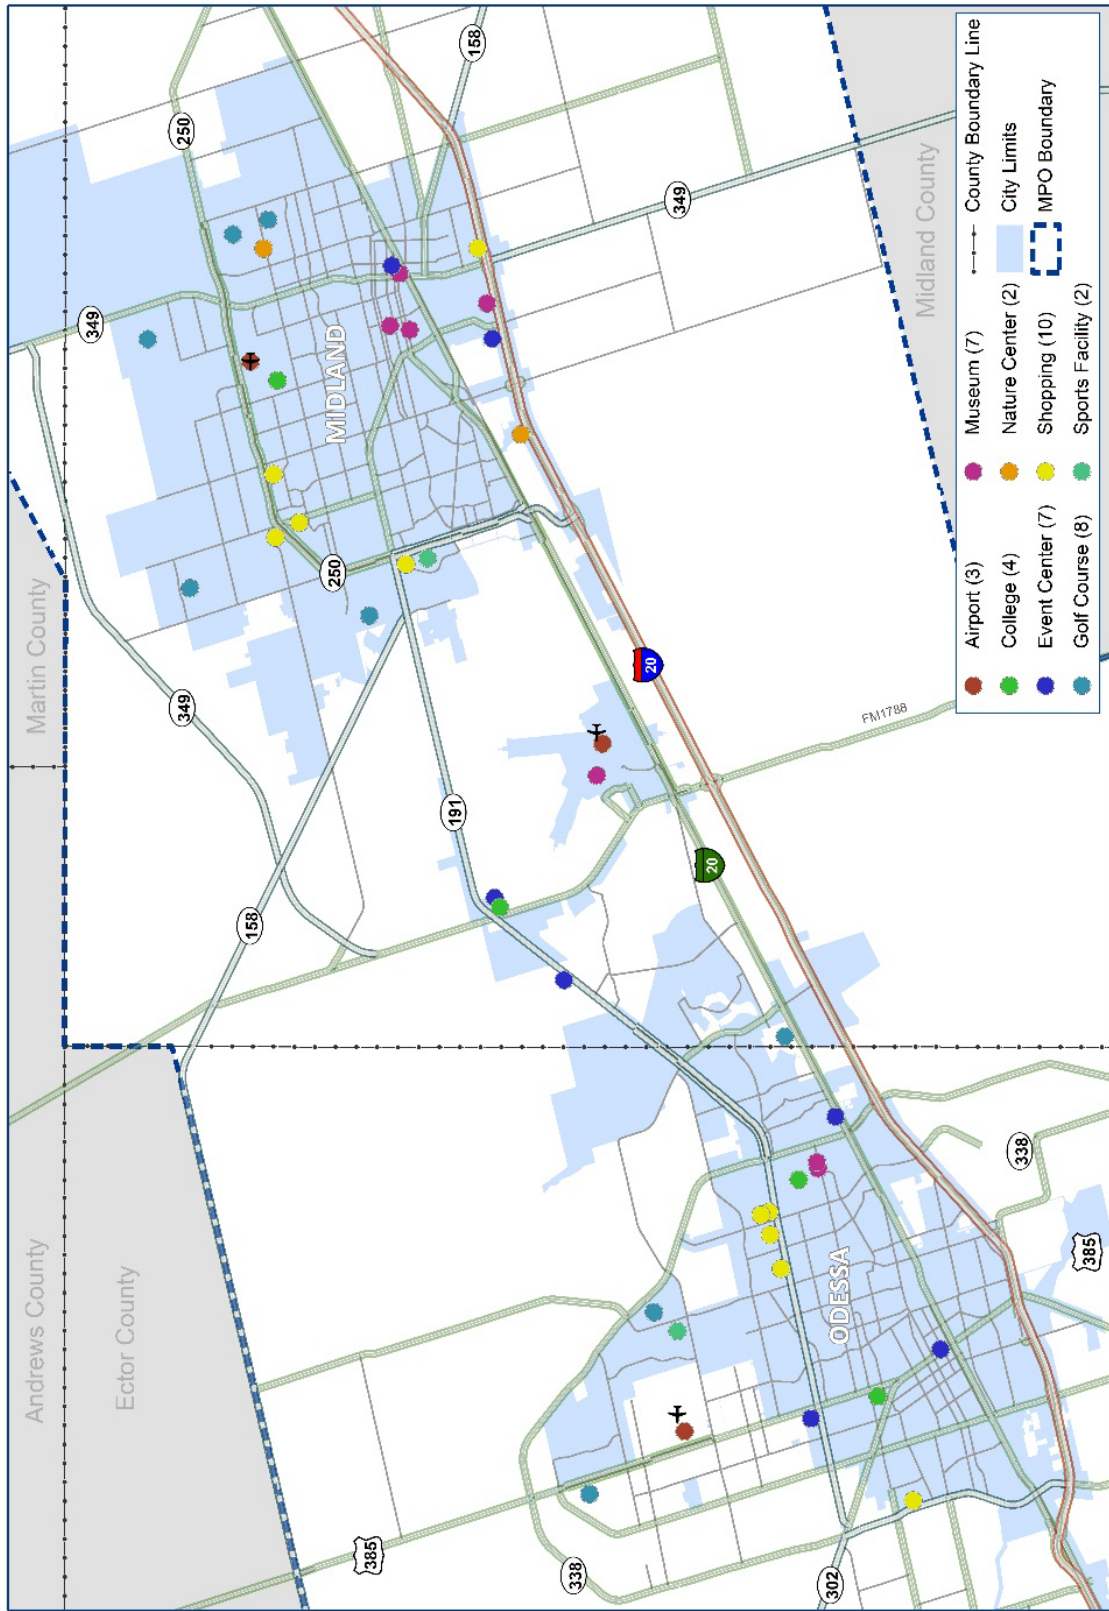 Andrews County
Ector County
Martin County
Midland County
MIDLAND
ODESSA
250
158
349
349
349
250
158
191
20
20
FM1788
338
385
385
338
302
Airport (3)
College (4)
Event Center (7)
Golf Course (8)
Museum (7)
Nature Center (2)
Shopping (10)
Sports Facility (2)
County Boundary Line
City Limits
MPO Boundary